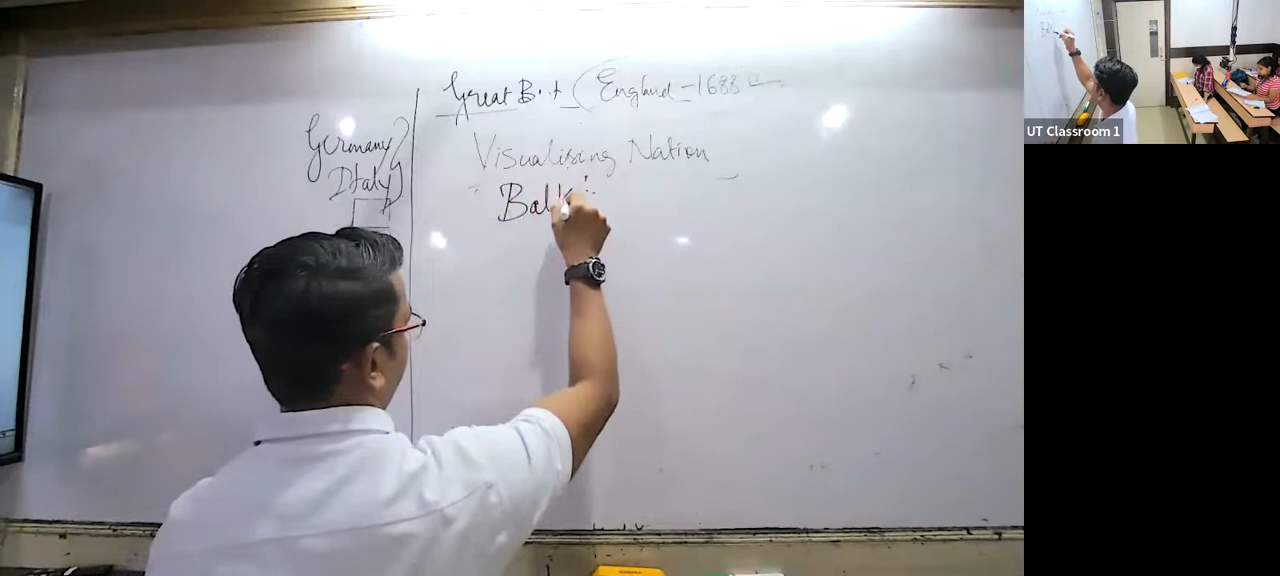 Germany
Italy
Great Brit (England - 1688
Visualising Nation
Balk
UT Classroom 1